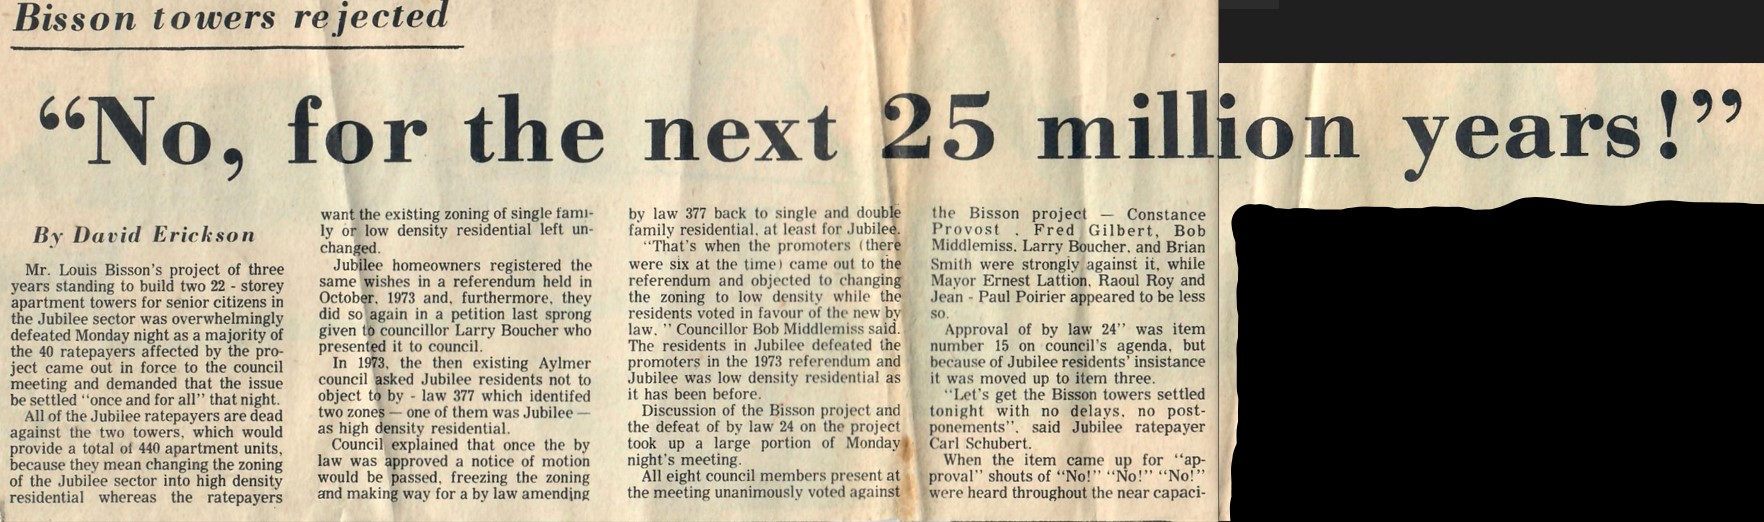 Bisson towers rejected
“No, for the next 25 million years!”
By David Erickson
Mr. Louis Bisson's project of three
years standing to build two 22 - storey
apartment towers for senior citizens in
the Jubilee sector was overwhelmingly
defeated Monday night as a majority of
the 40 ratepayers affected by the pro-
ject came out in force to the council
meeting and demanded that the issue
be settled “once and for all” that night.
All of the Jubilee ratepayers are dead
against the two towers, which would
provide a total of 440 apartment units,
because they mean changing the zoning
of the Jubilee sector into high density
residential whereas the ratepayers
want the existing zoning of single fami-
ly or low density residential left un-
changed.
Jubilee homeowners registered the
same wishes in a referendum held in
October, 1973 and, furthermore, they
did so again in a petition last sprong
given to councillor Larry Boucher who
presented it to council.
In 1973, the then existing Aylmer
council asked Jubilee residents not to
object to by - law 377 which identifed
two zones — one of them was Jubilee —
as high density residential.
Council explained that once the by
law was approved a notice of motion
would be passed, freezing the zoning
and making way for a by law amending
by law 377 back to single and double
family residential, at least for Jubilee.
“That's when the promoters (there
were six at the time) came out to the
referendum and objected to changing
the zoning to low density while the
residents voted in favour of the new by
law. ” Councillor Bob Middlemiss said.
The residents in Jubilee defeated the
promoters in the 1973 referendum and
Jubilee was low density residential as
it has been before.
Discussion of the Bisson project and
the defeat of by law 24 on the project
took up a large portion of Monday
night's meeting.
All eight council members present at
the meeting unanimously voted against
the Bisson project — Constance
Provost . Fred Gilbert, Bob
Middlemiss, Larry Boucher, and Brian
Smith were strongly against it, while
Mayor Ernest Lattion, Raoul Roy and
Jean - Paul Poirier appeared to be less
so.
Approval of by law 24” was item
number 15 on council's agenda, but
because of Jubilee residents' insistance
it was moved up to item three.
“Let's get the Bisson towers settled
tonight with no delays, no post-
ponements”, said Jubilee ratepayer
Carl Schubert.
When the item came up for “ap-
proval” shouts of “No!” “No!” “No!”
were heard throughout the near capaci-